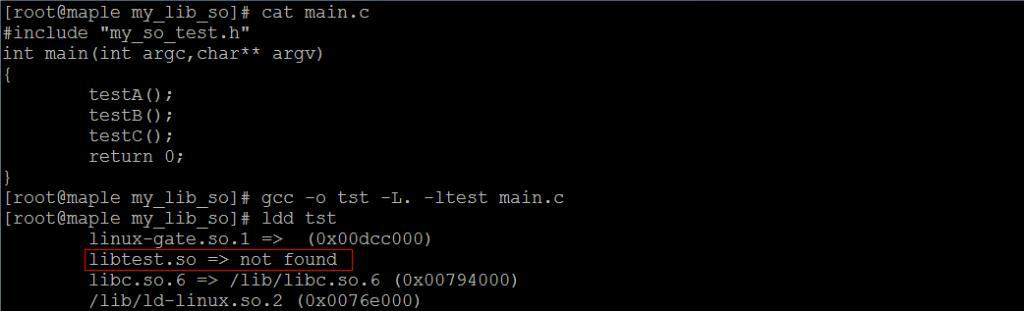 [root@maple my_lib_so]# cat main.c
#include "my_so_test.h"
int main(int argc,char** argv)
{
        testA();
        testB();
        testC();
        return 0;
}
[root@maple my_lib_so]# gcc -o tst -L. -ltest main.c
[root@maple my_lib_so]# ldd tst
        linux-gate.so.1 =>  (0x00dcc000)
        libtest.so => not found
        libc.so.6 => /lib/libc.so.6 (0x00794000)
        /lib/ld-linux.so.2 (0x0076e000)